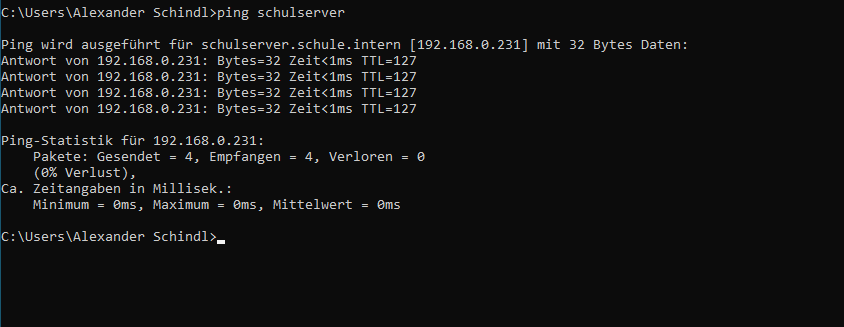 C:\Users\Alexander Schindl>ping schulserver
Ping wird ausgeführt für schulserver.schule.intern [192.168.0.231] mit 32 Bytes Daten:
Antwort von 192.168.0.231: Bytes=32 Zeit<1ms TTL=127
Antwort von 192.168.0.231: Bytes=32 Zeit<1ms TTL=127
Antwort von 192.168.0.231: Bytes=32 Zeit<1ms TTL=127
Antwort von 192.168.0.231: Bytes=32 Zeit<1ms TTL=127
Ping-Statistik für 192.168.0.231:
    Pakete: Gesendet = 4, Empfangen = 4, Verloren = 0
    (0% Verlust),
Ca. Zeitangaben in Millisek.:
    Minimum = 0ms, Maximum = 0ms, Mittelwert = 0ms
C:\Users\Alexander Schindl>